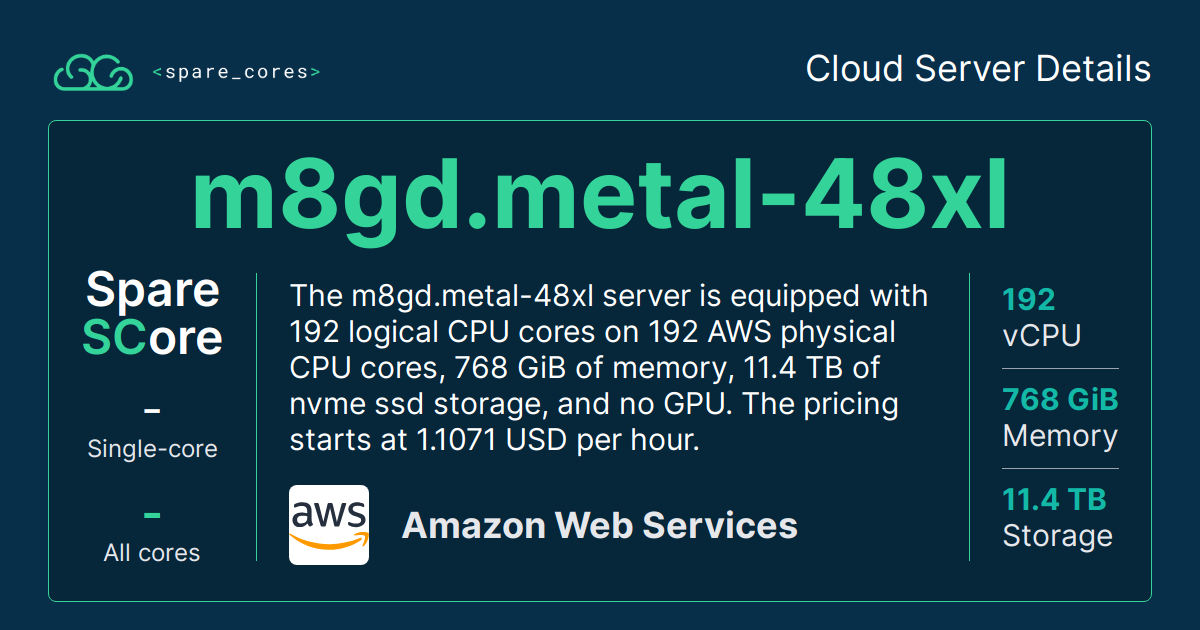 <spare_cores>
Cloud Server Details
m8gd.metal-48xl
Spare
SCore
–
Single-core
–
All cores
The m8gd.metal-48xl server is equipped with
192 logical CPU cores on 192 AWS physical
CPU cores, 768 GiB of memory, 11.4 TB of
nvme ssd storage, and no GPU. The pricing
starts at 1.1071 USD per hour.
aws
Amazon Web Services
192
vCPU
768 GiB
Memory
11.4 TB
Storage